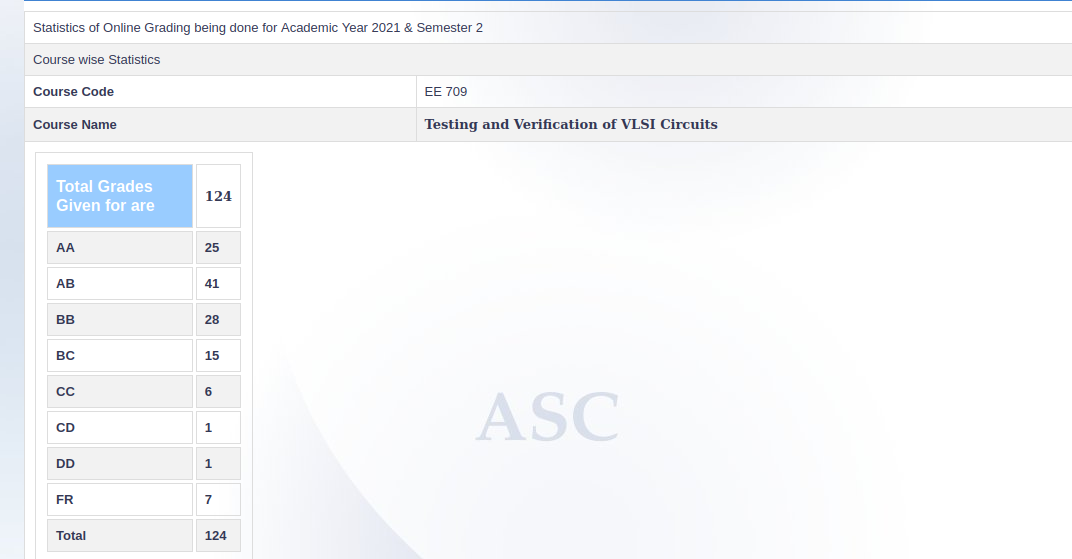 Statistics of Online Grading being done for Academic Year 2021 & Semester 2
Course wise Statistics
Course Code EE 709
Course Name Testing and Verification of VLSI Circuits
Total Grades
Given for are 124
AA 25
AB 41
BB 28
BC 15
CC 6
CD 1
DD 1
FR 7
Total 124
ASC